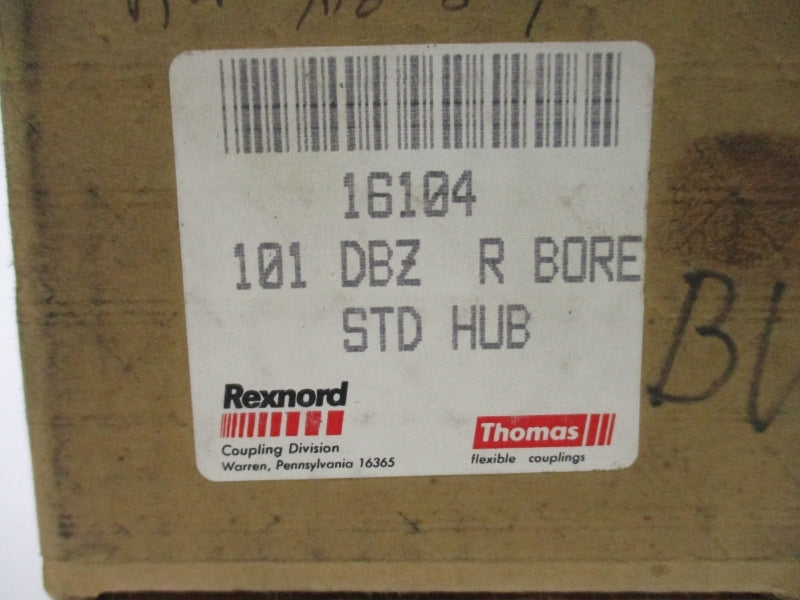 16104
101 DBZ R BORE
STD HUB
Rexnord
Coupling Division
Warren, Pennsylvania 16365
Thomas
flexible couplings